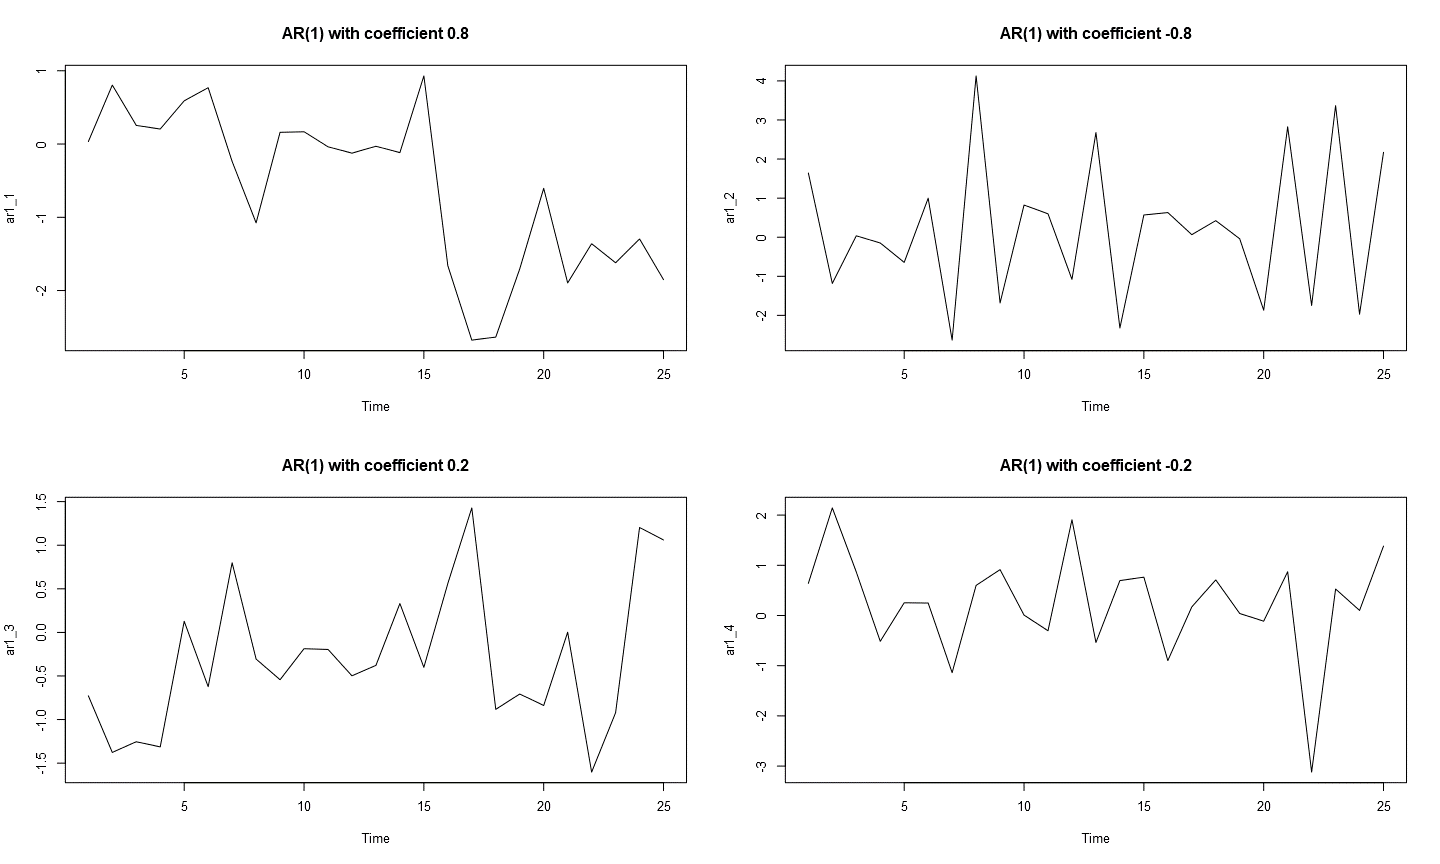 AR(1) with coefficient 0.8
ar1_1
1
0
-1
-2
5 10 15 20 25
Time
AR(1) with coefficient -0.8
ar1_2
4
3
2
1
0
-1
-2
5 10 15 20 25
Time
AR(1) with coefficient 0.2
ar1_3
1.5
1.0
0.5
0.0
-0.5
-1.0
-1.5
5 10 15 20 25
Time
AR(1) with coefficient -0.2
ar1_4
2
1
0
-1
-2
-3
5 10 15 20 25
Time